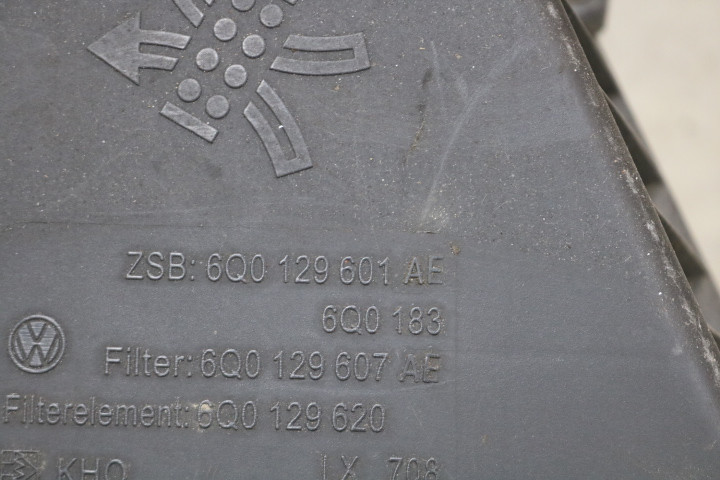 ZSB: 6Q0 129 601 AE
6Q0 183
Filter: 6Q0 129 607 AE
Filterelement: 6Q0 129 620
KHO LX 708